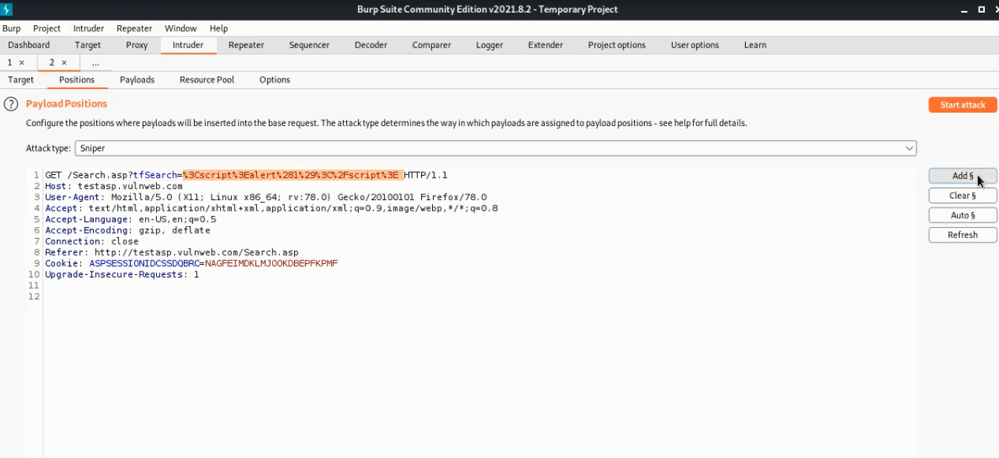 Burp Suite Community Edition v2021.8.2 - Temporary Project
Burp Project Intruder Repeater Window Help
Dashboard Target Proxy Intruder Repeater Sequencer Decoder Comparer Logger Extender Project options User options Learn
1 × 2 × ...
Target Positions Payloads Resource Pool Options
? Payload Positions
Start attack
Configure the positions where payloads will be inserted into the base request. The attack type determines the way in which payloads are assigned to payload positions - see help for full details.
Attack type: Sniper
1 GET /Search.asp?tfSearch=%3Cscript%3Ealert%281%29%3C%2Fscript%3E HTTP/1.1
Add §
2 Host: testasp.vulnweb.com
3 User-Agent: Mozilla/5.0 (X11; Linux x86_64; rv:78.0) Gecko/20100101 Firefox/78.0
Clear §
4 Accept: text/html,application/xhtml+xml,application/xml;q=0.9,image/webp,*/*;q=0.8
5 Accept-Language: en-US,en;q=0.5
Auto §
6 Accept-Encoding: gzip, deflate
7 Connection: close
Refresh
8 Referer: http://testasp.vulnweb.com/Search.asp
9 Cookie: ASPSESSIONIDCSSDQBRC=NAGFEIMDKLMJOOKDBEPFKPMF
10 Upgrade-Insecure-Requests: 1
11
12